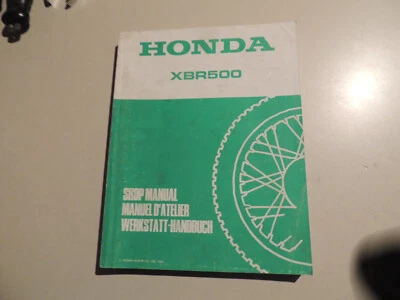 HONDA
XBR500
SHOP MANUAL
MANUEL D'ATELIER
WERKSTATT-HANDBUCH